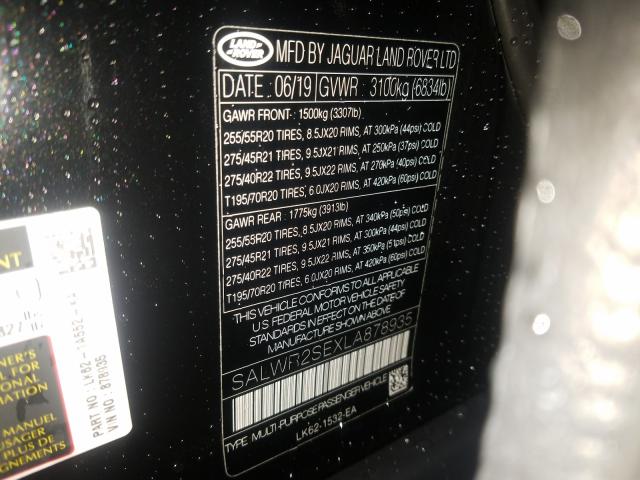 LAND ROVER
MFD BY JAGUAR LAND ROVER LTD
DATE: 06/19 GVWR: 3100kg (6834lb)
GAWR FRONT: 1500kg (3307lb)
255/55R20 TIRES, 8.5JX20 RIMS, AT 300kPa (44psi) COLD
275/45R21 TIRES, 9.5JX21 RIMS, AT 250kPa (37psi) COLD
275/40R22 TIRES, 9.5JX22 RIMS, AT 270kPa (40psi) COLD
T195/70R20 TIRES, 6.0JX20 RIMS, AT 420kPa (60psi) COLD
GAWR REAR: 1775kg (3913lb)
255/55R20 TIRES, 8.5JX20 RIMS, AT 340kPa (50psi) COLD
275/45R21 TIRES, 9.5JX21 RIMS, AT 300kPa (44psi) COLD
275/40R22 TIRES, 9.5JX22 RIMS, AT 350kPa (51psi) COLD
T195/70R20 TIRES, 6.0JX20 RIMS, AT 420kPa (60psi) COLD
THIS VEHICLE CONFORMS TO ALL APPLICABLE
U.S FEDERAL MOTOR VEHICLE SAFETY
STANDARDS IN EFFECT ON THE DATE OF
MANUFACTURE SHOWN ABOVE
SALWR2SEXLA878935
TYPE: MULTI-PURPOSE PASSENGER VEHICLE
LK62-1532-EA
PART NO: LK62-1A552-
VIN NO: 878935
MANUEL
USAGER
PLUS DE